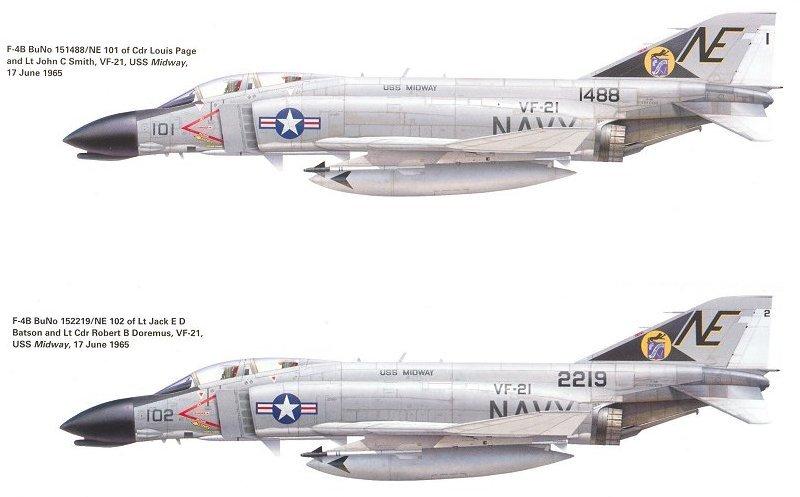 F-4B BuNo 151488/NE 101 of Cdr Louis Page
and Lt John C Smith, VF-21, USS Midway,
17 June 1965
NE
1
USS MIDWAY
1488
VF-21
NAVY
101
F-4B BuNo 152219/NE 102 of Lt Jack E D
Batson and Lt Cdr Robert B Doremus, VF-21,
USS Midway, 17 June 1965
NE
2
USS MIDWAY
2219
VF-21
NAVY
102